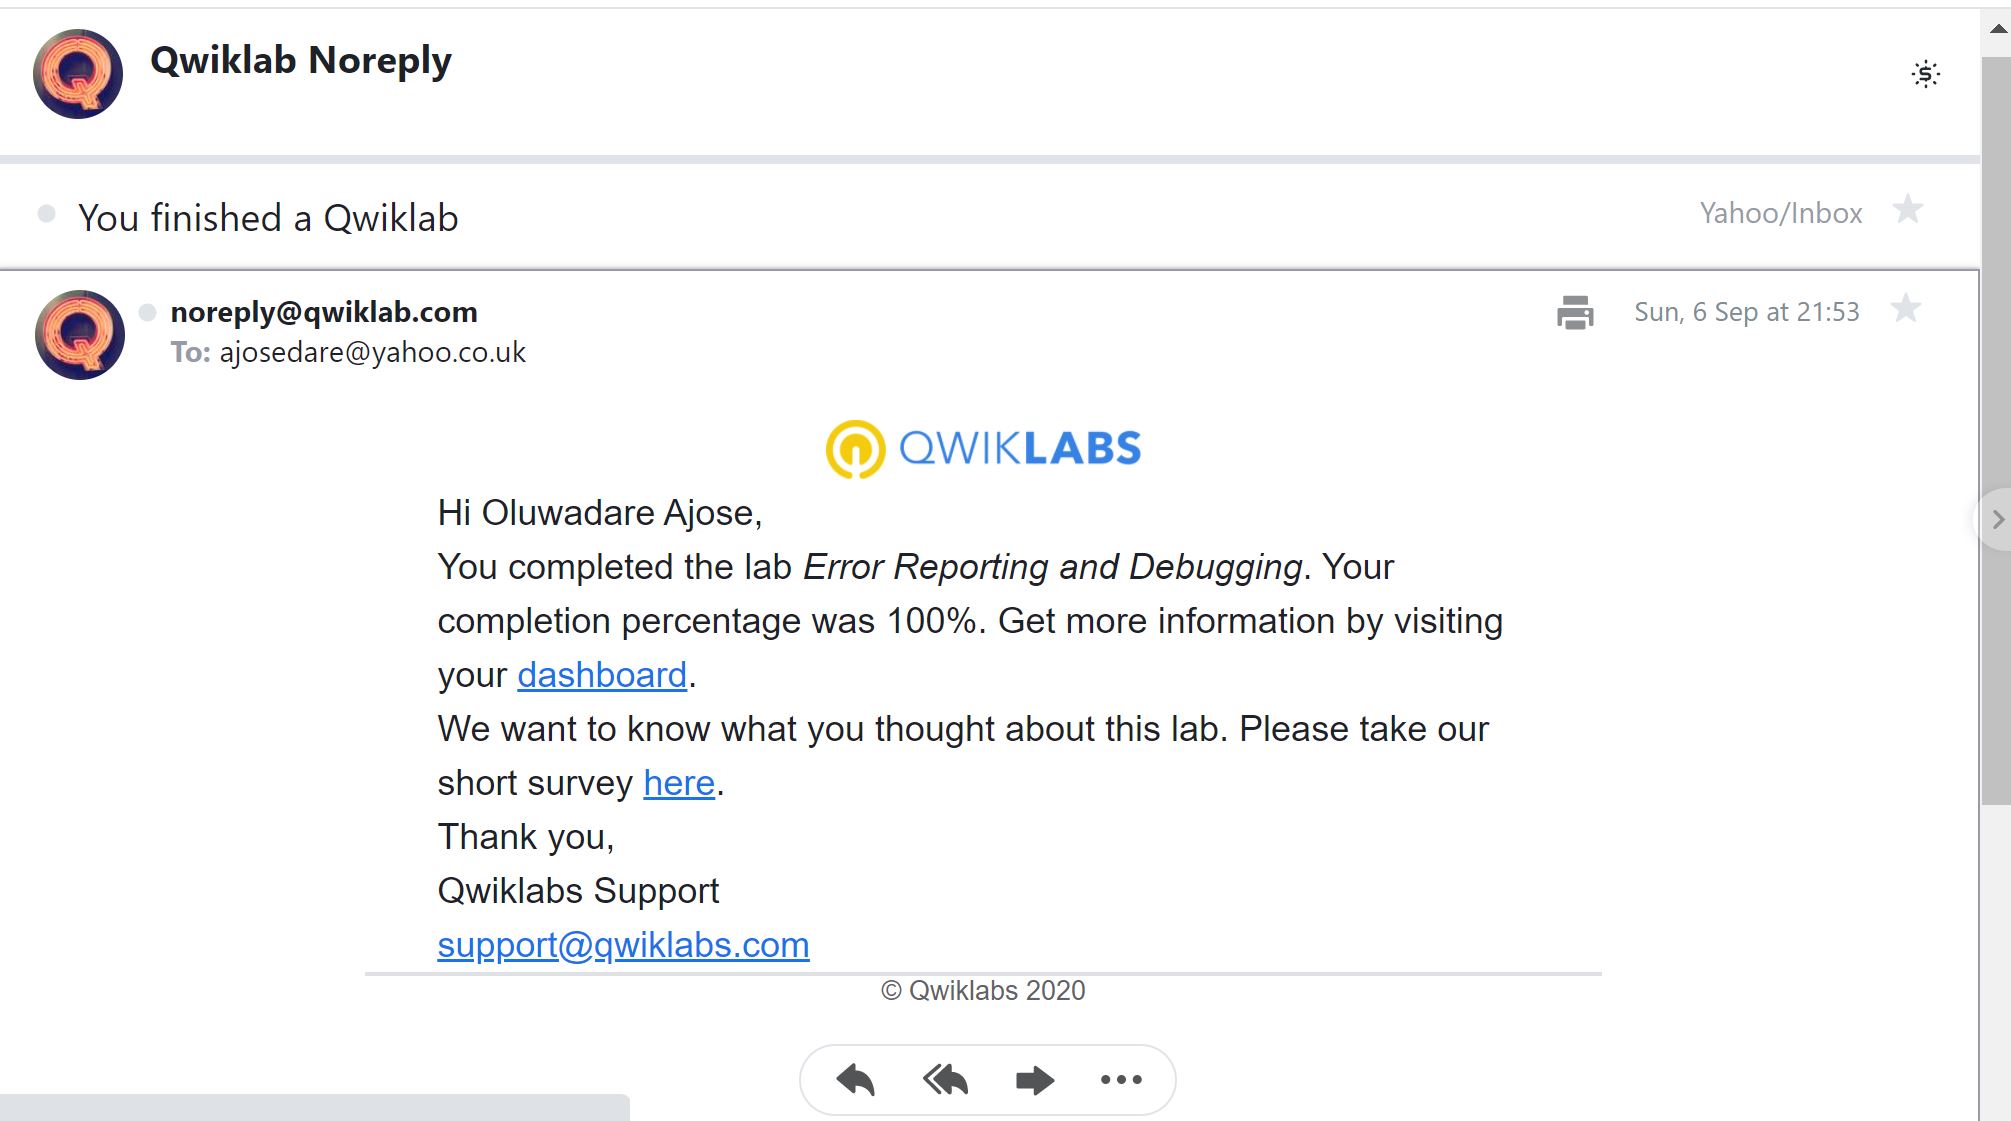 Qwiklab Noreply
You finished a Qwiklab
Yahoo/Inbox
noreply@qwiklab.com
Sun, 6 Sep at 21:53
To: ajosedare@yahoo.co.uk
QWIKLABS
Hi Oluwadare Ajose,
You completed the lab Error Reporting and Debugging. Your
completion percentage was 100%. Get more information by visiting
your dashboard.
We want to know what you thought about this lab. Please take our
short survey here.
Thank you,
Qwiklabs Support
support@qwiklabs.com
© Qwiklabs 2020